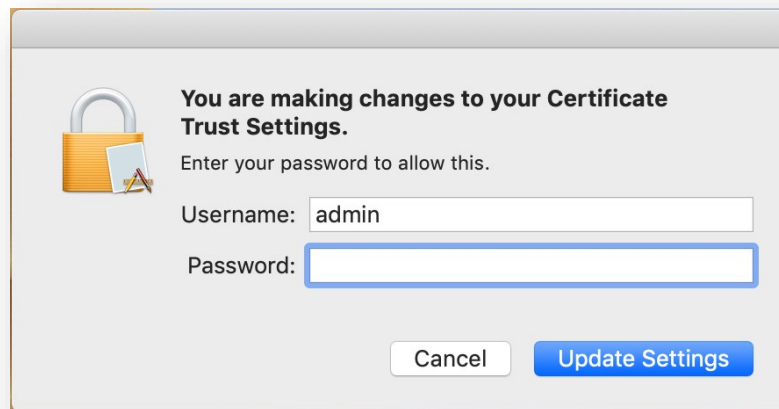 You are making changes to your Certificate
Trust Settings.
Enter your password to allow this.
Username: admin
Password:
Cancel Update Settings